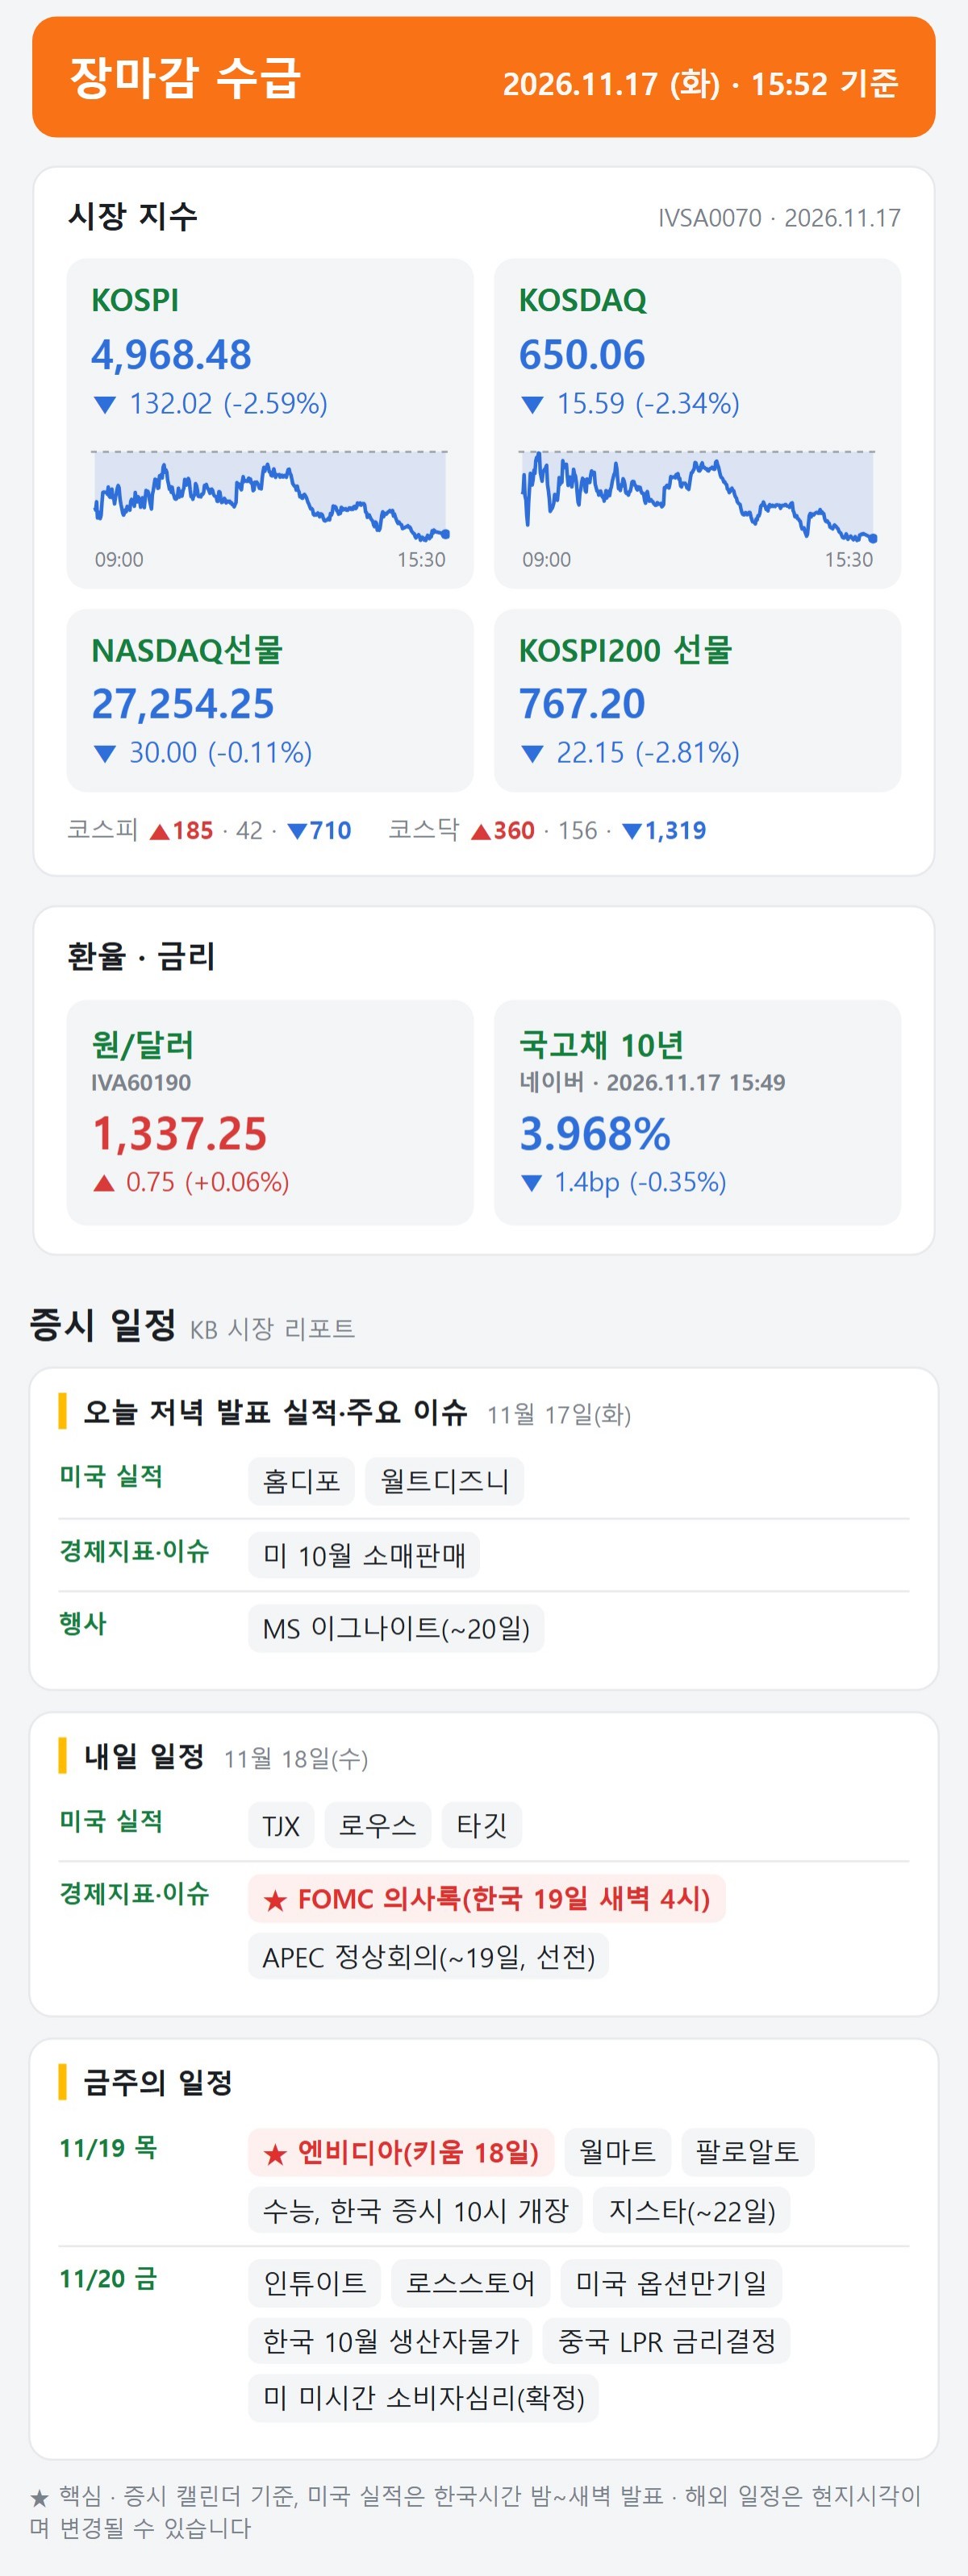 장마감 수급
2026.11.17 (화) · 15:52 기준
시장 지수
IVSA0070 · 2026.11.17
KOSPI
4,968.48
▼ 132.02 (-2.59%)
09:00 15:30
KOSDAQ
650.06
▼ 15.59 (-2.34%)
09:00 15:30
NASDAQ선물
27,254.25
▼ 30.00 (-0.11%)
KOSPI200 선물
767.20
▼ 22.15 (-2.81%)
코스피 ▲185 · 42 · ▼710 코스닥 ▲360 · 156 · ▼1,319
환율 · 금리
원/달러
IVA60190
1,337.25
▲ 0.75 (+0.06%)
국고채 10년
네이버 · 2026.11.17 15:49
3.968%
▼ 1.4bp (-0.35%)
증시 일정 KB 시장 리포트
오늘 저녁 발표 실적·주요 이슈 11월 17일(화)
미국 실적 홈디포 월트디즈니
경제지표·이슈 미 10월 소매판매
행사 MS 이그나이트(~20일)
내일 일정 11월 18일(수)
미국 실적 TJX 로우스 타깃
경제지표·이슈 ★ FOMC 의사록(한국 19일 새벽 4시)
APEC 정상회의(~19일, 선전)
금주의 일정
11/19 목 ★ 엔비디아(키움 18일) 월마트 팔로알토
수능, 한국 증시 10시 개장 지스타(~22일)
11/20 금 인튜이트 로스스토어 미국 옵션만기일
한국 10월 생산자물가 중국 LPR 금리결정
미 미시간 소비자심리(확정)
★ 핵심 · 증시 캘린더 기준, 미국 실적은 한국시간 밤~새벽 발표 · 해외 일정은 현지시각이
며 변경될 수 있습니다